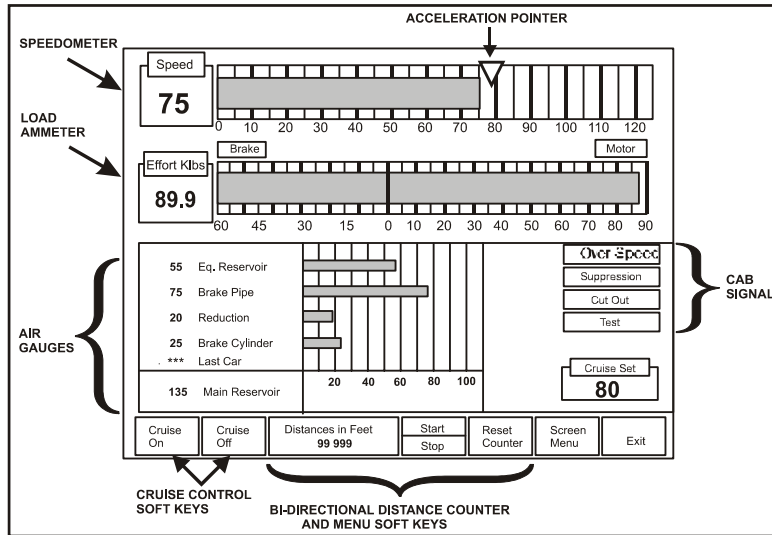 ACCELERATION POINTER
SPEEDOMETER
Speed
75
0 10 20 30 40 50 60 70 80 90 100 110 120
LOAD
AMMETER
Brake
Motor
Effort Klbs
89.9
60 45 30 15 0 10 20 30 40 50 60 70 80 90
AIR
GAUGES
55 Eq. Reservoir
75 Brake Pipe
20 Reduction
25 Brake Cylinder
. *** Last Car
20 40 60 80 100
135 Main Reservoir
Over Speed
Suppression
Cut Out
Test
CAB
SIGNAL
Cruise Set
80
Cruise
On
Cruise
Off
Distances in Feet
99 999
Start
Stop
Reset
Counter
Screen
Menu
Exit
CRUISE CONTROL
SOFT KEYS
BI-DIRECTIONAL DISTANCE COUNTER
AND MENU SOFT KEYS